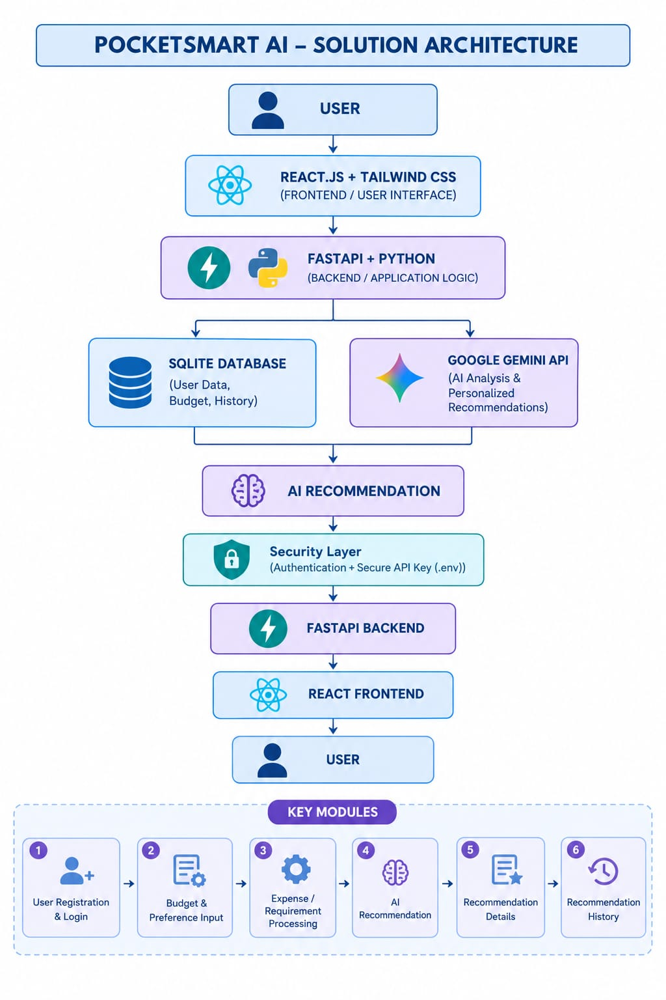 POCKETSMART AI – SOLUTION ARCHITECTURE
USER
REACT.JS + TAILWIND CSS
(FRONTEND / USER INTERFACE)
FASTAPI + PYTHON
(BACKEND / APPLICATION LOGIC)
SQLITE DATABASE
(User Data,
Budget, History)
GOOGLE GEMINI API
(AI Analysis &
Personalized
Recommendations)
AI RECOMMENDATION
Security Layer
(Authentication + Secure API Key (.env))
FASTAPI BACKEND
REACT FRONTEND
USER
KEY MODULES
1
User Registration
& Login
2
Budget &
Preference Input
3
Expense /
Requirement
Processing
4
AI
Recommendation
5
Recommendation
Details
6
Recommendation
History